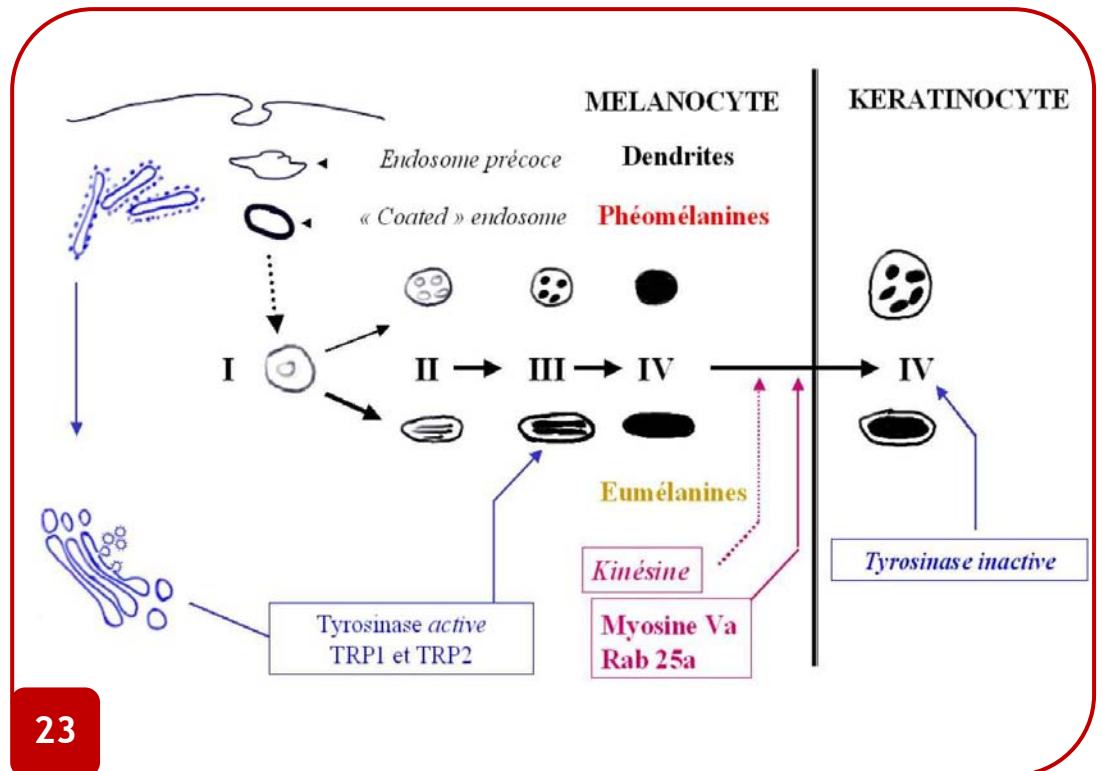 MELANOCYTE
KERATINOCYTE
Endosome précoce
Dendrites
« Coated » endosome
Phéomélanines
I
II
III
IV
IV
Eumélanines
Kinésine
Tyrosinase inactive
Tyrosinase active
TRP1 et TRP2
Myosine Va
Rab 25a
23